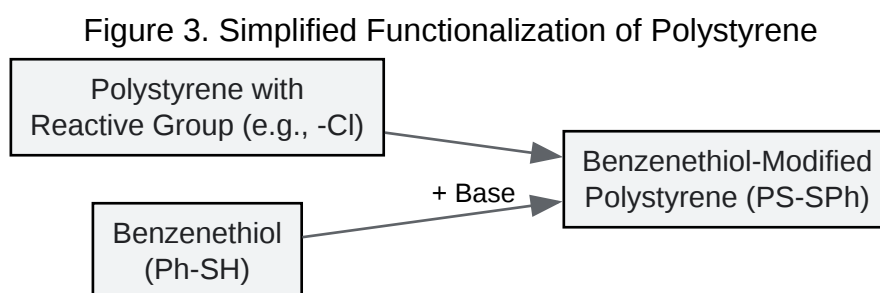 Figure 3. Simplified Functionalization of Polystyrene
Polystyrene with
Reactive Group (e.g., -Cl)
Benzenethiol-Modified
Polystyrene (PS-SPh)
+ Base
Benzenethiol
(Ph-SH)